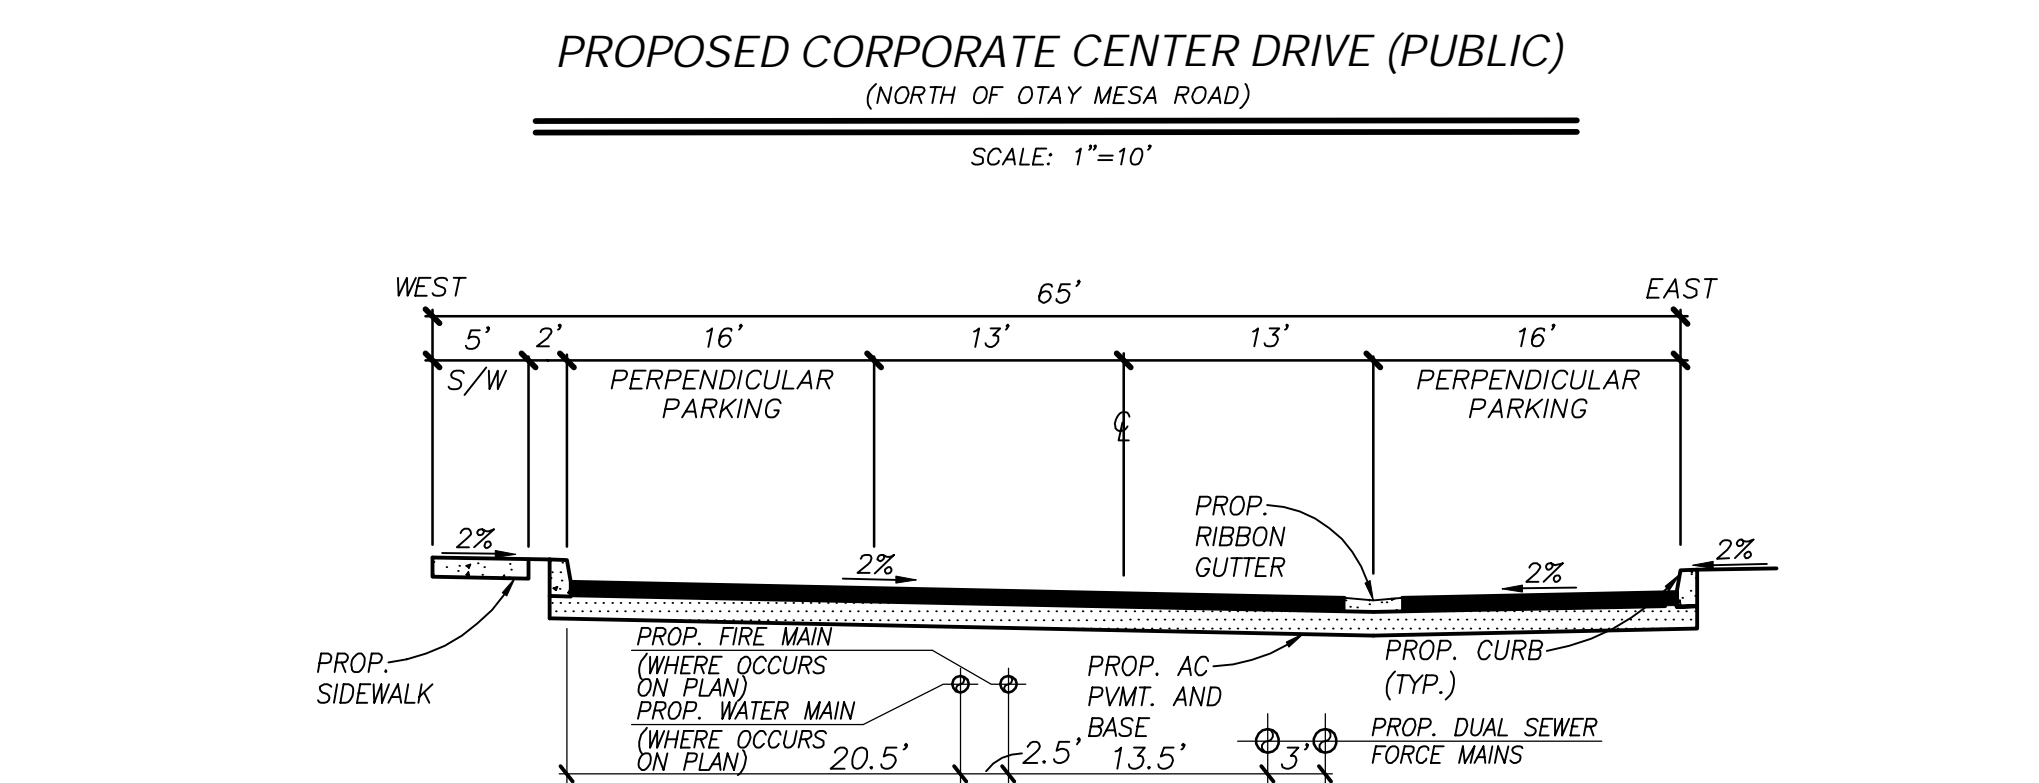 PROPOSED CORPORATE CENTER DRIVE (PUBLIC)
(NORTH OF OTAY MESA ROAD)
SCALE: 1"=10'
WEST
65'
EAST
5' 2' 16' 13' 13' 16'
S/W
PERPENDICULAR
PARKING
PERPENDICULAR
PARKING
℄
PROP.
RIBBON
GUTTER
2%
2%
2%
2%
PROP.
SIDEWALK
PROP. FIRE MAIN
(WHERE OCCURS
ON PLAN)
PROP. WATER MAIN
(WHERE OCCURS
ON PLAN)
PROP. AC
PVMT. AND
BASE
PROP. CURB
(TYP.)
PROP. DUAL SEWER
FORCE MAINS
20.5' 2.5' 13.5' 3'